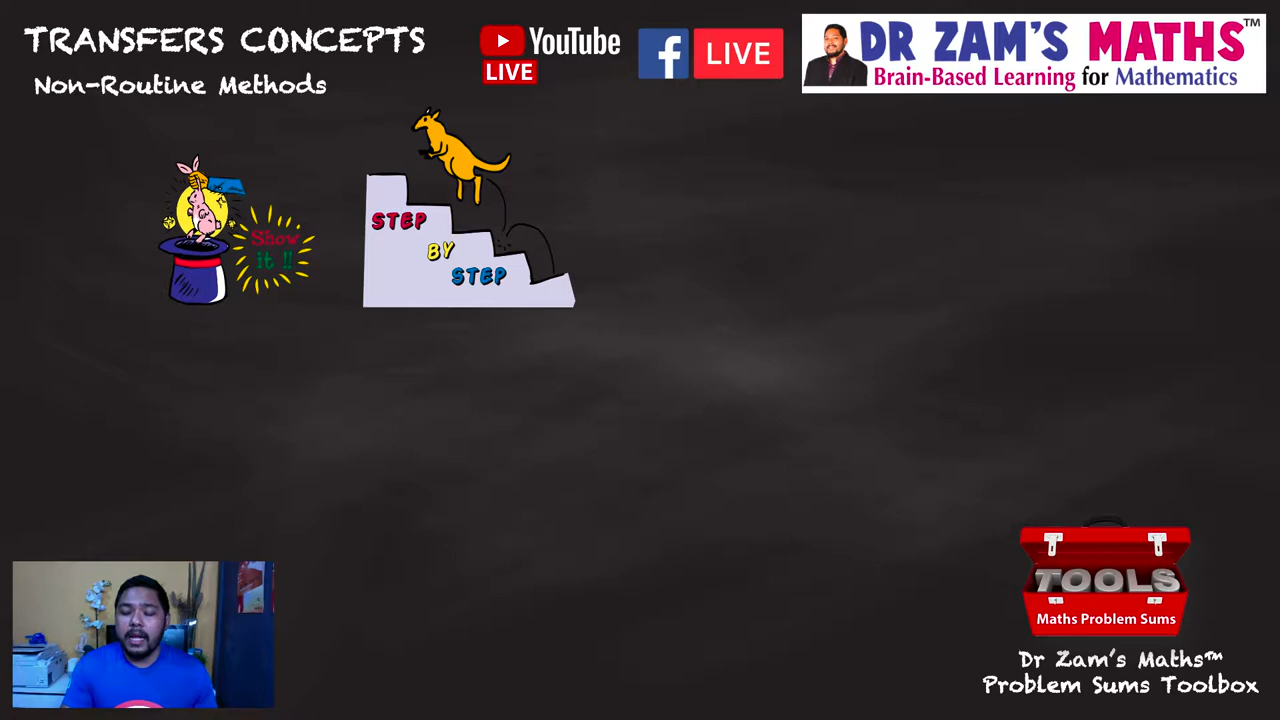 TRANSFERS CONCEPTS
Non-Routine Methods
YouTube
LIVE
f
LIVE
DR ZAM'S MATHS™
Brain-Based Learning for Mathematics
Show
it !!
STEP
BY
STEP
TOOLS
Maths Problem Sums
Dr Zam's Maths™
Problem Sums Toolbox